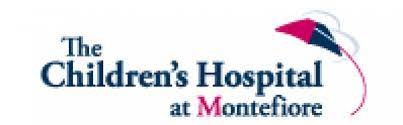 The
Children's Hospital
at Montefiore